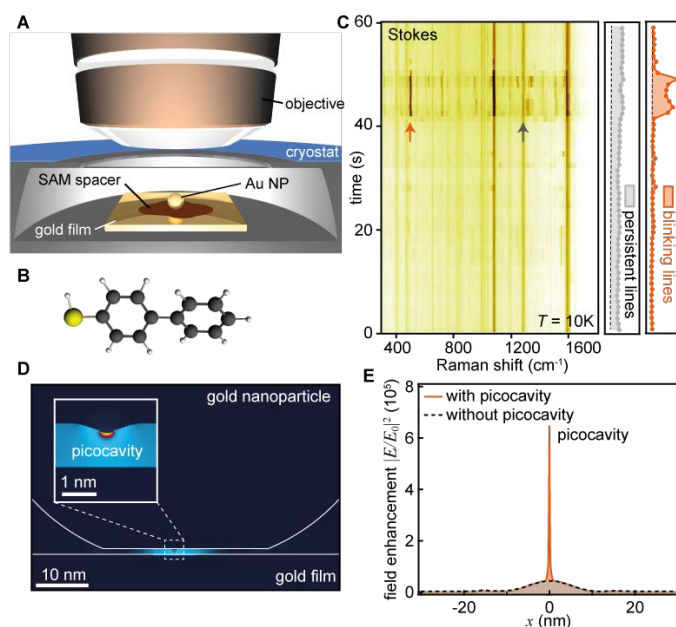 A
objective
cryostat
SAM spacer
Au NP
gold film
B
C
60
40
20
0
time (s)
Stokes
T = 10K
400
800
1200
1600
Raman shift (cm⁻¹)
persistent lines
blinking lines
D
gold nanoparticle
picocavity
1 nm
10 nm
gold film
E
8
6
4
2
0
field enhancement |E/E₀|² (10⁵)
with picocavity
without picocavity
picocavity
-20
0
20
x (nm)